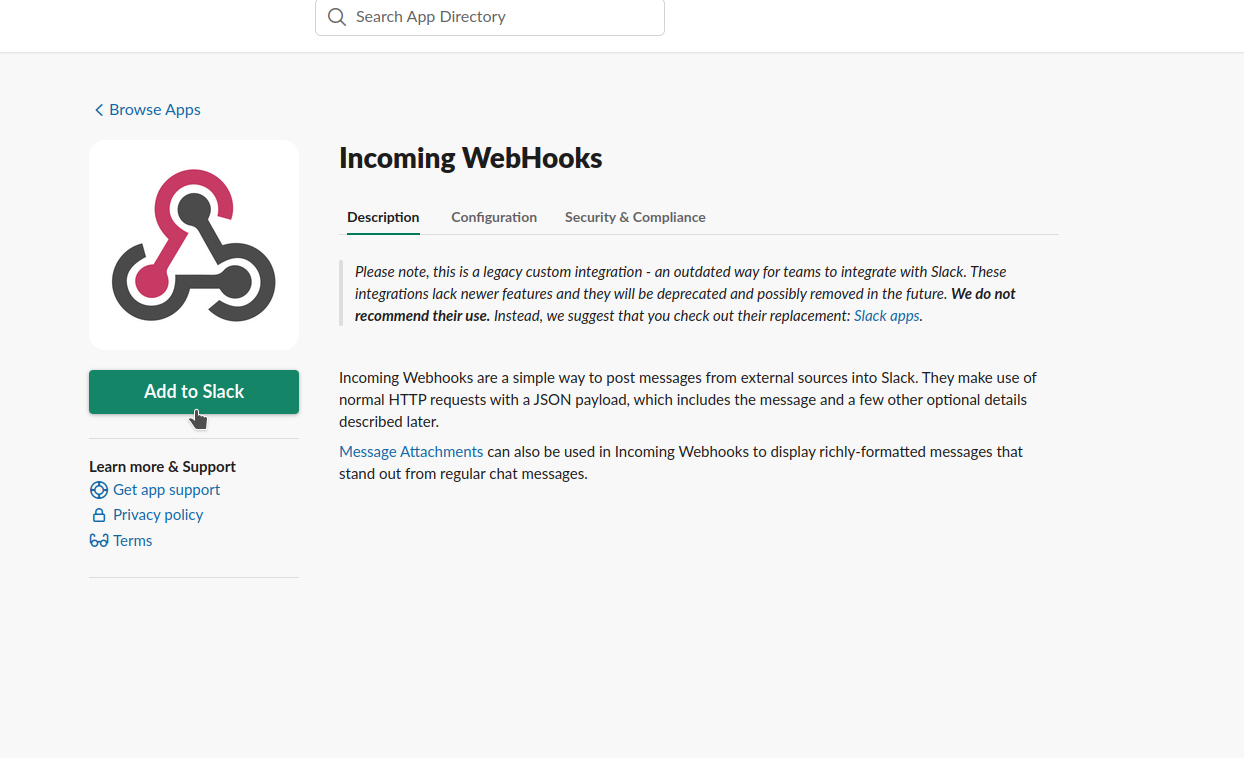 Search App Directory
Browse Apps
Incoming WebHooks
Description Configuration Security & Compliance
Please note, this is a legacy custom integration - an outdated way for teams to integrate with Slack. These
integrations lack newer features and they will be deprecated and possibly removed in the future. We do not
recommend their use. Instead, we suggest that you check out their replacement: Slack apps.
Add to Slack
Incoming Webhooks are a simple way to post messages from external sources into Slack. They make use of
normal HTTP requests with a JSON payload, which includes the message and a few other optional details
described later.
Message Attachments can also be used in Incoming Webhooks to display richly-formatted messages that
stand out from regular chat messages.
Learn more & Support
Get app support
Privacy policy
Terms